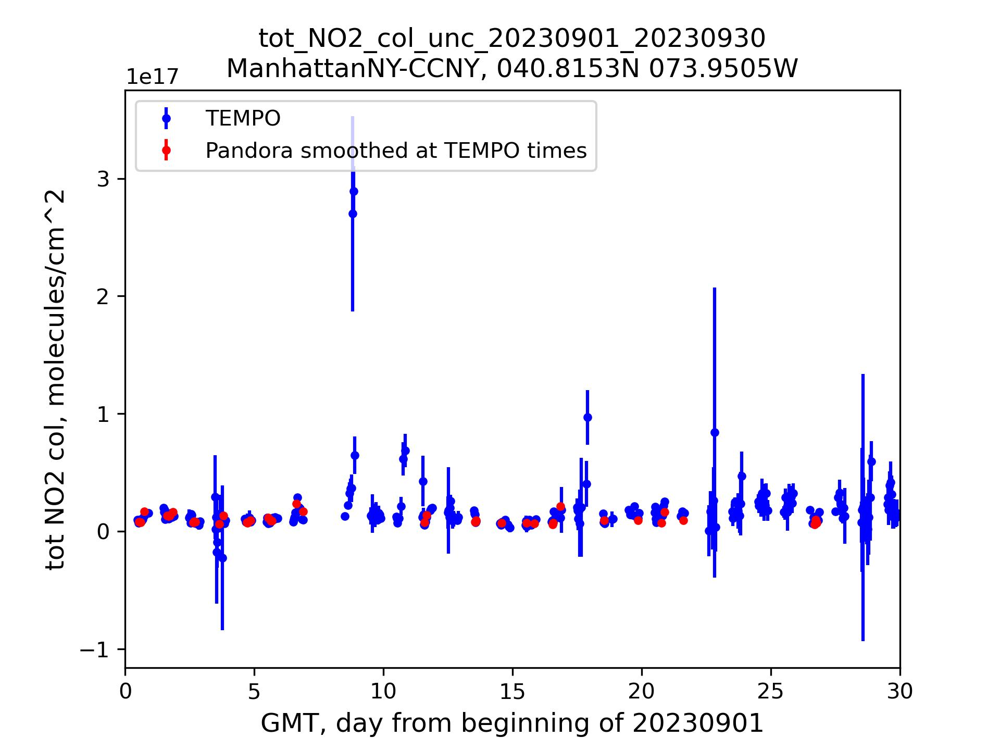 tot_NO2_col_unc_20230901_20230930
ManhattanNY-CCNY, 040.8153N 073.9505W
1e17
TEMPO
Pandora smoothed at TEMPO times
3
2
1
0
−1
tot NO2 col, molecules/cm^2
0 5 10 15 20 25 30
GMT, day from beginning of 20230901